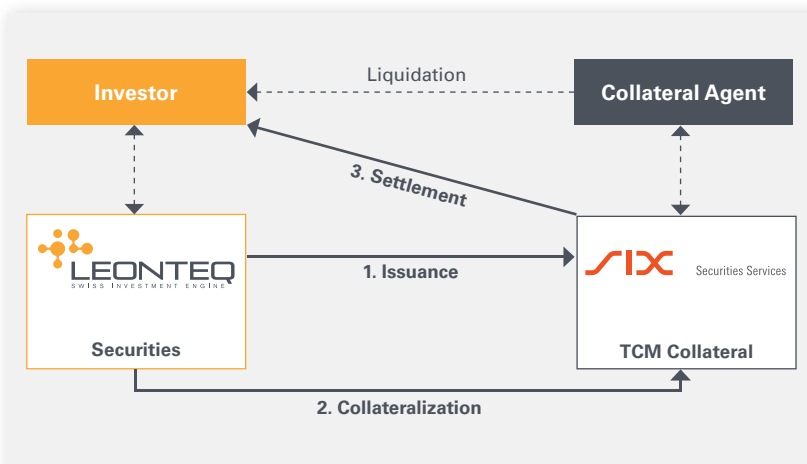 Investor
Liquidation
Collateral Agent
3. Settlement
LEONTEQ
SWISS INVESTMENT ENGINE
1. Issuance
SIX
Securities Services
Securities
TCM Collateral
2. Collateralization